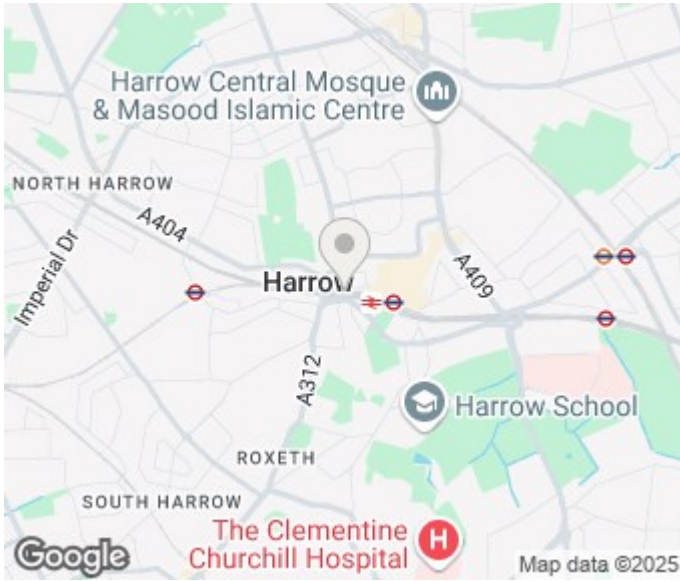 Harrow Central Mosque
& Masood Islamic Centre
NORTH HARROW
A404
Imperial Dr
Harrow
A409
A312
Harrow School
ROXETH
SOUTH HARROW
The Clementine
Churchill Hospital
H
Google
Map data ©2025